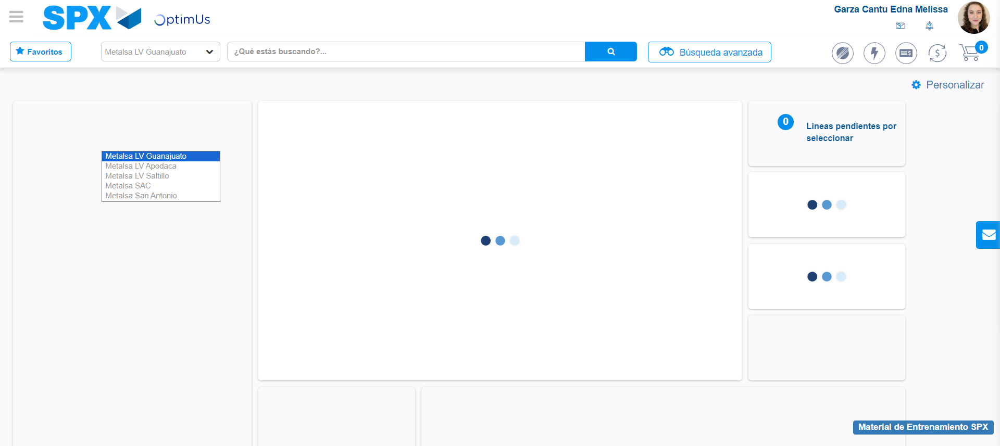 SPX
OptimUs
Garza Cantu Edna Melissa
Favoritos
Metalsa LV Guanajuato
¿Qué estás buscando?...
Búsqueda avanzada
0
Personalizar
0
Lineas pendientes por
seleccionar
Metalsa LV Guanajuato
Metalsa LV Apodaca
Metalsa LV Saltillo
Metalsa SAC
Metalsa San Antonio
Material de Entrenamiento SPX